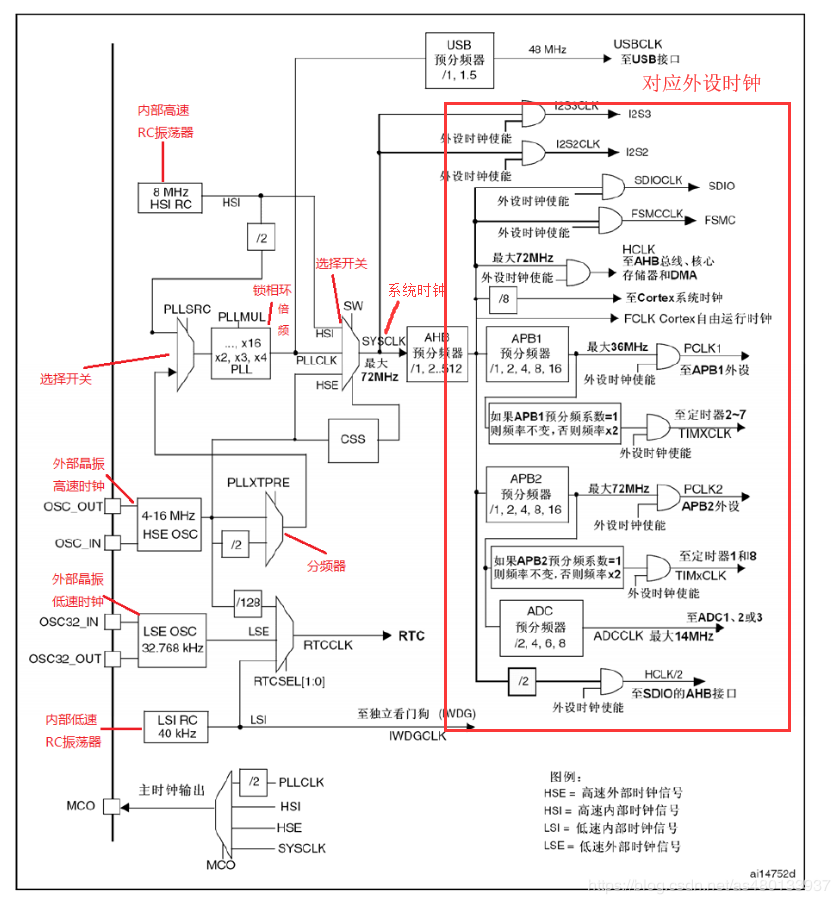 USB
预分频器
/1, 1.5
48 MHz
USBCLK
至USB接口
对应外设时钟
内部高速
RC振荡器
8 MHz
HSI RC
HSI
/2
外设时钟使能
I2S3CLK
I2S3
外设时钟使能
I2S2CLK
I2S2
外设时钟使能
SDIOCLK
SDIO
外设时钟使能
FSMCCLK
FSMC
最大72MHz
外设时钟使能
HCLK
至AHB总线、核心
存储器和DMA
/8
至Cortex系统时钟
FCLK Cortex自由运行时钟
选择开关
锁相环
倍
频
选择开关
系统时钟
PLLSRC
PLLMUL
..., x16
x2, x3, x4
PLL
SW
HSI
PLLCLK
HSE
SYSCLK
最大
72MHz
AHB
预分频器
/1, 2..512
CSS
APB1
预分频器
/1, 2, 4, 8, 16
最大36MHz
外设时钟使能
PCLK1
至APB1外设
如果APB1预分频系数=1
则频率不变,否则频率x2
外设时钟使能
至定时器2~7
TIMXCLK
APB2
预分频器
/1, 2, 4, 8, 16
最大72MHz
外设时钟使能
PCLK2
APB2外设
如果APB2预分频系数=1
则频率不变,否则频率x2
外设时钟使能
至定时器1和8
TIMxCLK
ADC
预分频器
/2, 4, 6, 8
至ADC1、2或3
ADCCLK 最大14MHz
/2
外设时钟使能
HCLK/2
至SDIO的AHB接口
外部晶振
高速时钟
OSC_OUT
OSC_IN
4-16 MHz
HSE OSC
PLLXTPRE
/2
分频器
外部晶振
低速时钟
OSC32_IN
OSC32_OUT
LSE OSC
32.768 kHz
/128
LSE
RTCCLK
RTC
RTCSEL[1:0]
内部低速
RC振荡器
LSI RC
40 kHz
LSI
至独立看门狗 (IWDG)
IWDGCLK
MCO
主时钟输出
/2
PLLCLK
HSI
HSE
SYSCLK
MCO
图例:
HSE = 高速外部时钟信号
HSI = 高速内部时钟信号
LSI = 低速内部时钟信号
LSE = 低速外部时钟信号
ai14752d